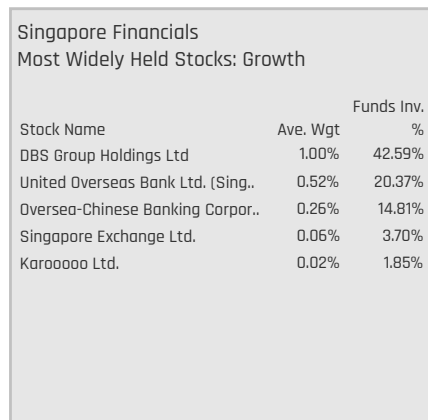 Singapore Financials
Most Widely Held Stocks: Growth
Funds Inv.
Stock Name Ave. Wgt %
DBS Group Holdings Ltd 1.00% 42.59%
United Overseas Bank Ltd. (Sing.. 0.52% 20.37%
Oversea-Chinese Banking Corpor.. 0.26% 14.81%
Singapore Exchange Ltd. 0.06% 3.70%
Karooooo Ltd. 0.02% 1.85%